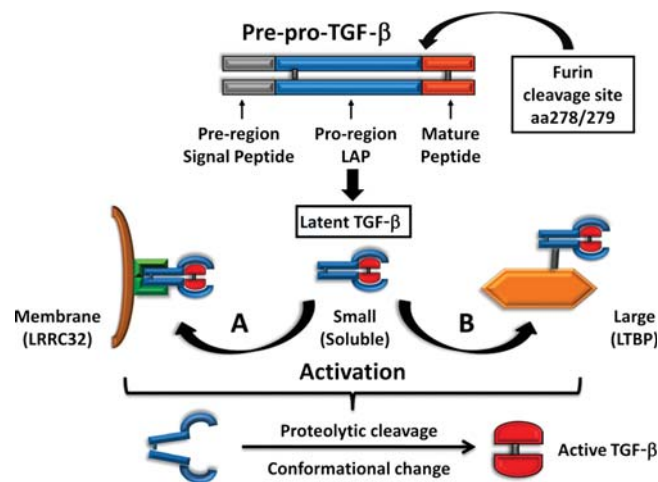 Pre-pro-TGF-β
Furin
cleavage site
aa278/279
Pre-region
Signal Peptide
Pro-region
LAP
Mature
Peptide
Latent TGF-β
Membrane
(LRRC32)
A
Small
(Soluble)
B
Large
(LTBP)
Activation
Proteolytic cleavage
Conformational change
Active TGF-β